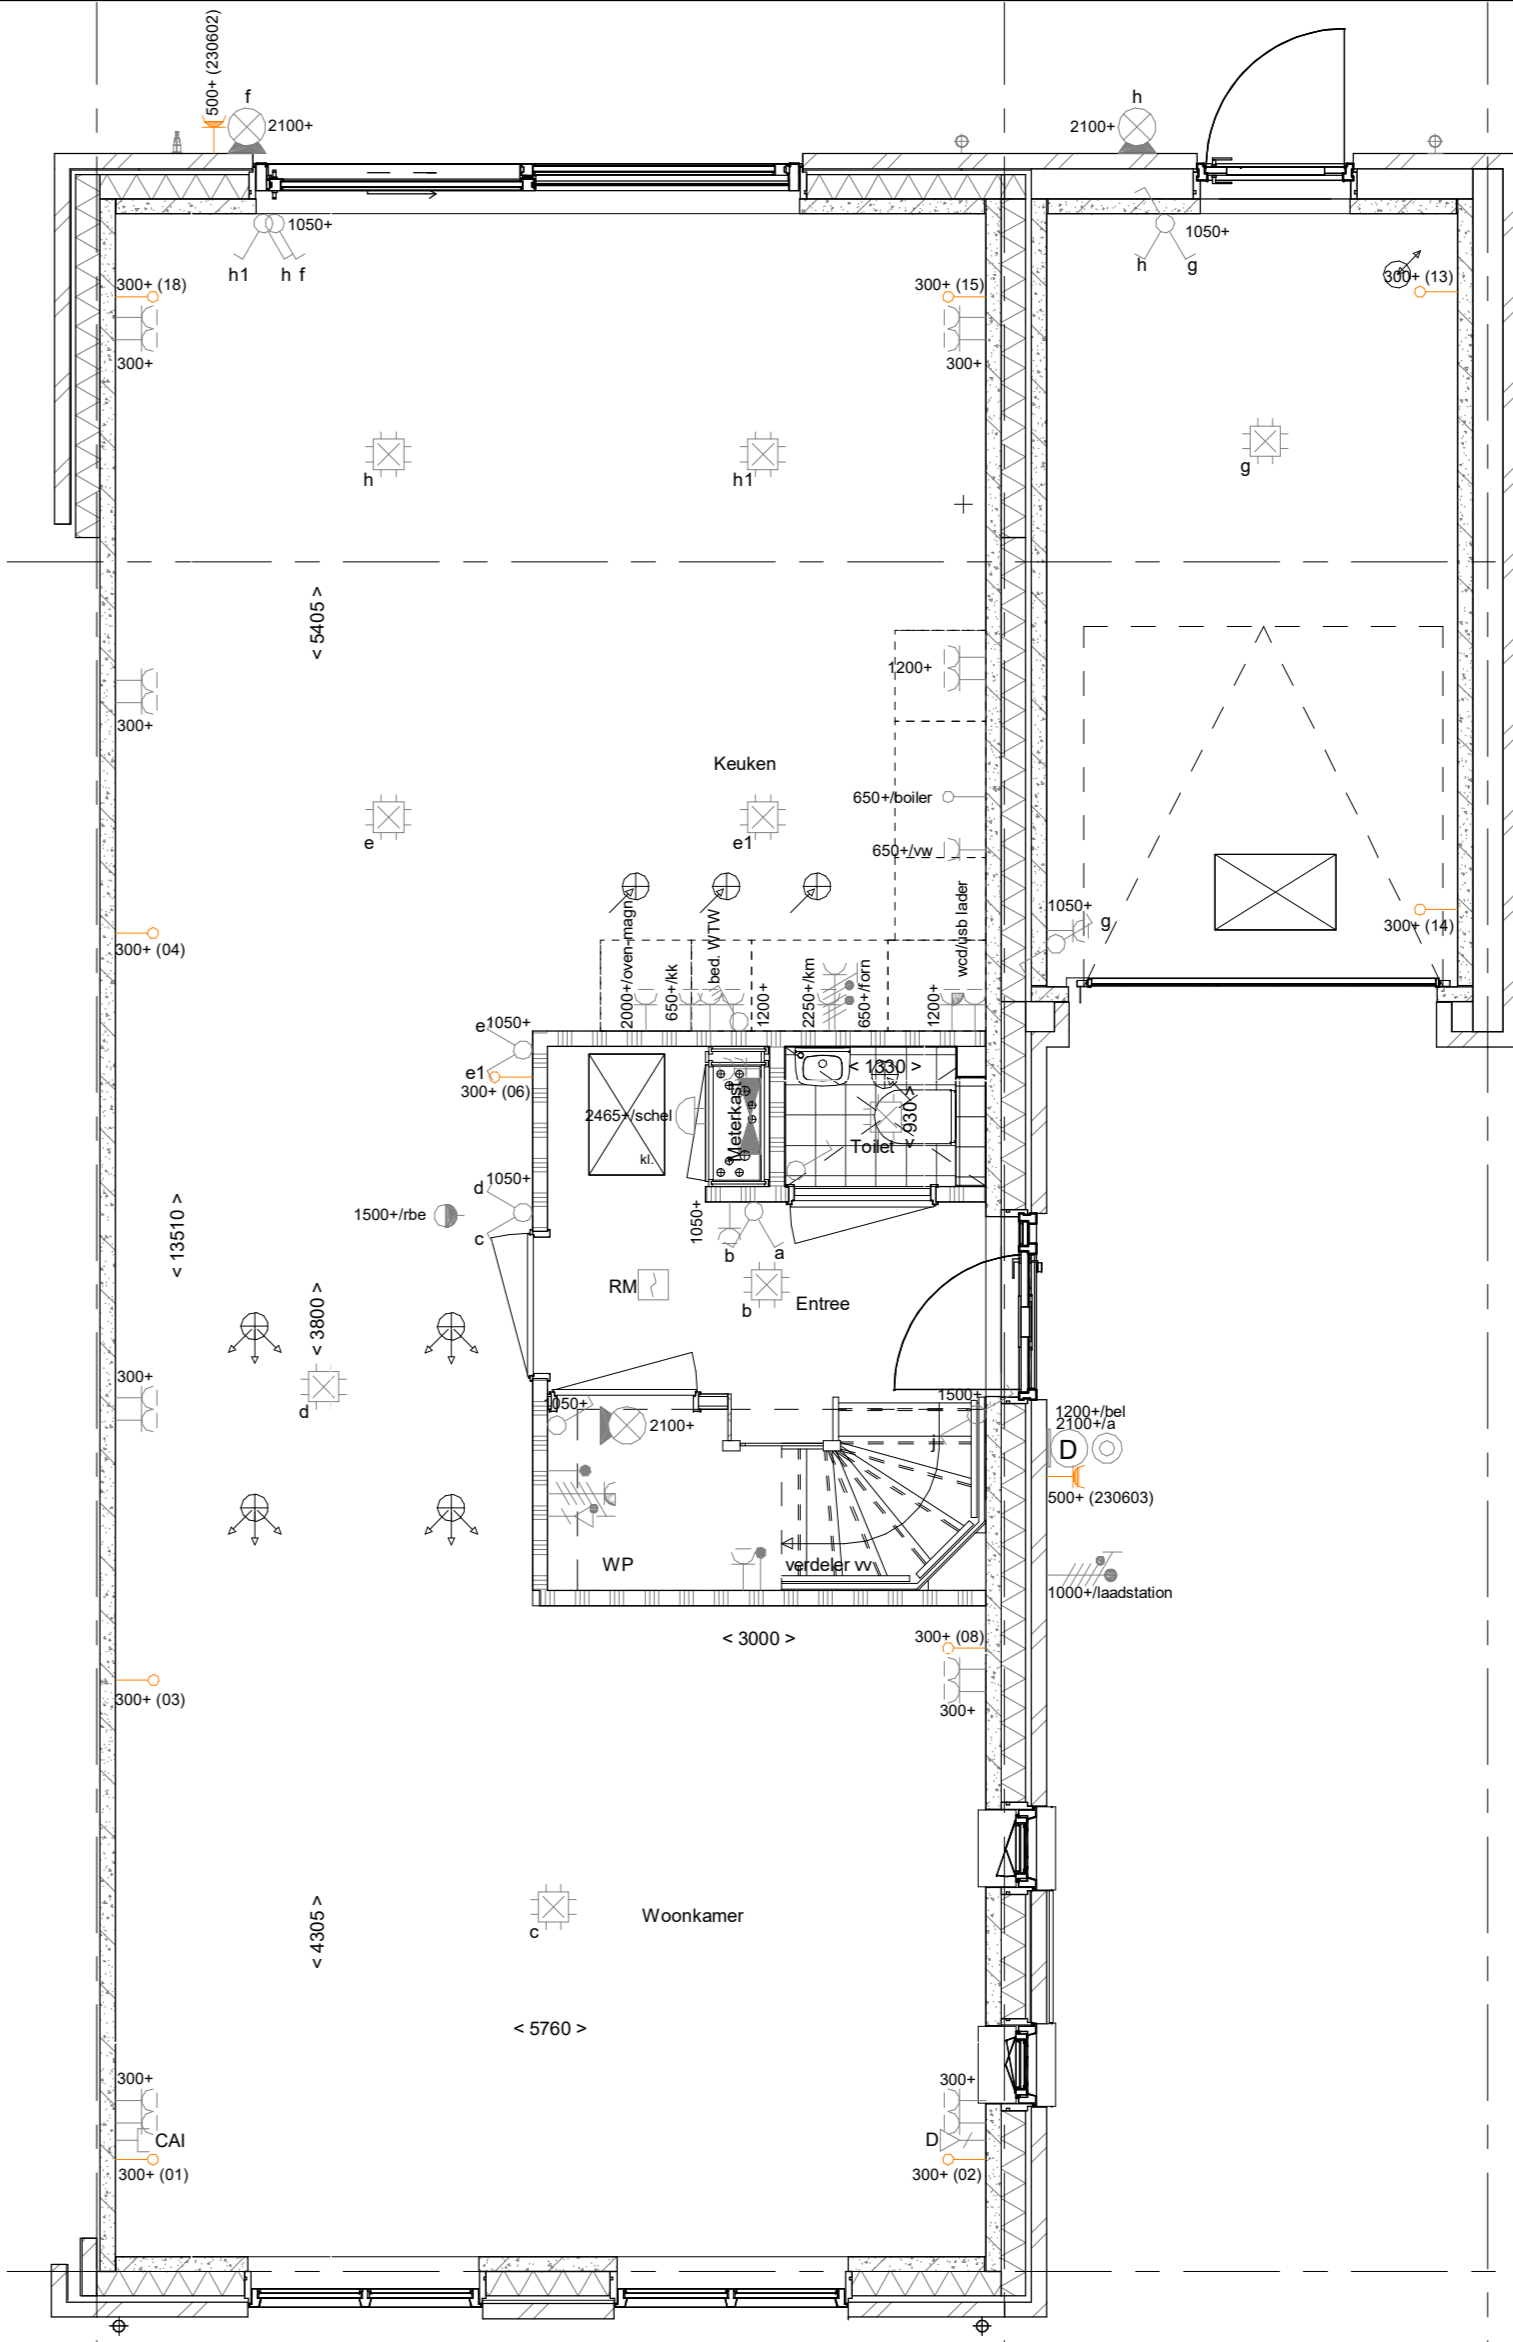 500+ (230602)
f
2100+
h
2100+
1050+
h1
h
f
1050+
h
g
300+ (18)
300+
300+ (15)
300+
300+ (13)
h
h1
g
< 5405 >
1200+
300+
Keuken
650+/boiler
e
e1
650+/vw
300+ (04)
2000+/oven-magn
650+/kk
bed. WTW
1200+
2250+/km
650+/forn
1200+
wcd/usb lader
1050+
g
300+ (14)
e
1050+
e1
300+ (06)
2465+/schel
kl.
Meterkast
< 1330 >
< 930 >
Toilet
d
1050+
1500+/rbe
c
1050+
b
a
< 13510 >
< 3800 >
RM
b
Entree
300+
d
1050+
2100+
1500+
j
1200+/bel
2100+/a
D
500+ (230603)
WP
verdeler vv
1000+/laadstation
< 3000 >
300+ (08)
300+
300+ (03)
c
Woonkamer
< 4305 >
< 5760 >
300+
CAI
300+ (01)
300+
D
300+ (02)